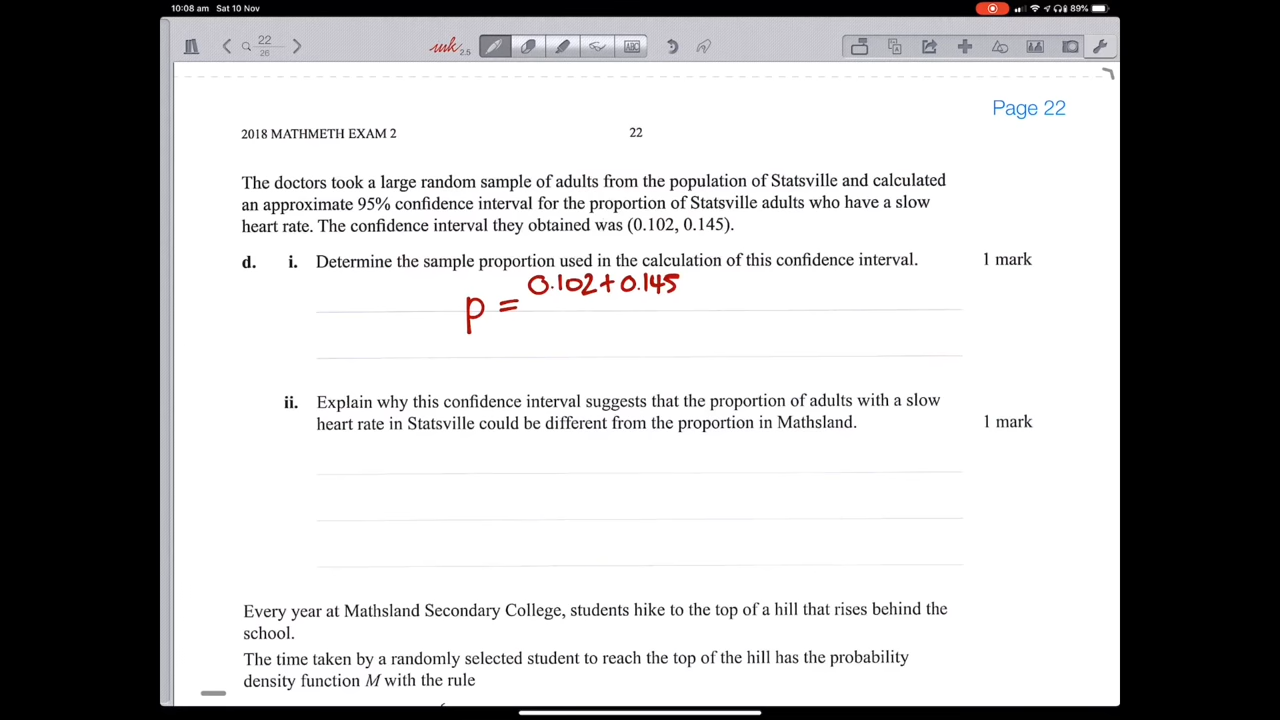 10:08 am Sat 10 Nov
89%
22
26
2.5
ABC
Page 22
2018 MATHMETH EXAM 2
22
The doctors took a large random sample of adults from the population of Statsville and calculated
an approximate 95% confidence interval for the proportion of Statsville adults who have a slow
heart rate. The confidence interval they obtained was (0.102, 0.145).
d. i. Determine the sample proportion used in the calculation of this confidence interval. 1 mark
0.102+0.145
p =
ii. Explain why this confidence interval suggests that the proportion of adults with a slow
heart rate in Statsville could be different from the proportion in Mathsland. 1 mark
Every year at Mathsland Secondary College, students hike to the top of a hill that rises behind the
school.
The time taken by a randomly selected student to reach the top of the hill has the probability
density function M with the rule